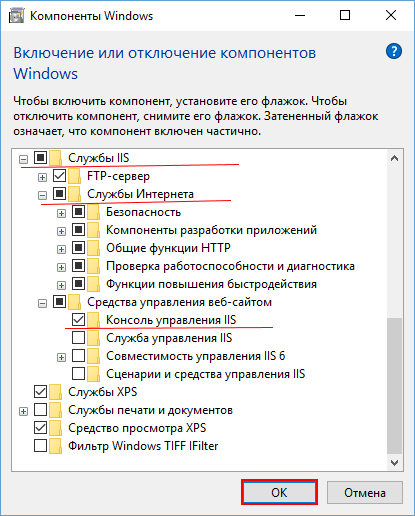 Компоненты Windows
Включение или отключение компонентов
Windows
?
Чтобы включить компонент, установите его флажок. Чтобы
отключить компонент, снимите его флажок. Затененный флажок
означает, что компонент включен частично.
Службы IIS
FTP-сервер
Службы Интернета
Безопасность
Компоненты разработки приложений
Общие функции HTTP
Проверка работоспособности и диагностика
Функции повышения быстродействия
Средства управления веб-сайтом
Консоль управления IIS
Служба управления IIS
Совместимость управления IIS 6
Сценарии и средства управления IIS
Службы XPS
Службы печати и документов
Средство просмотра XPS
Фильтр Windows TIFF IFilter
OK
Отмена